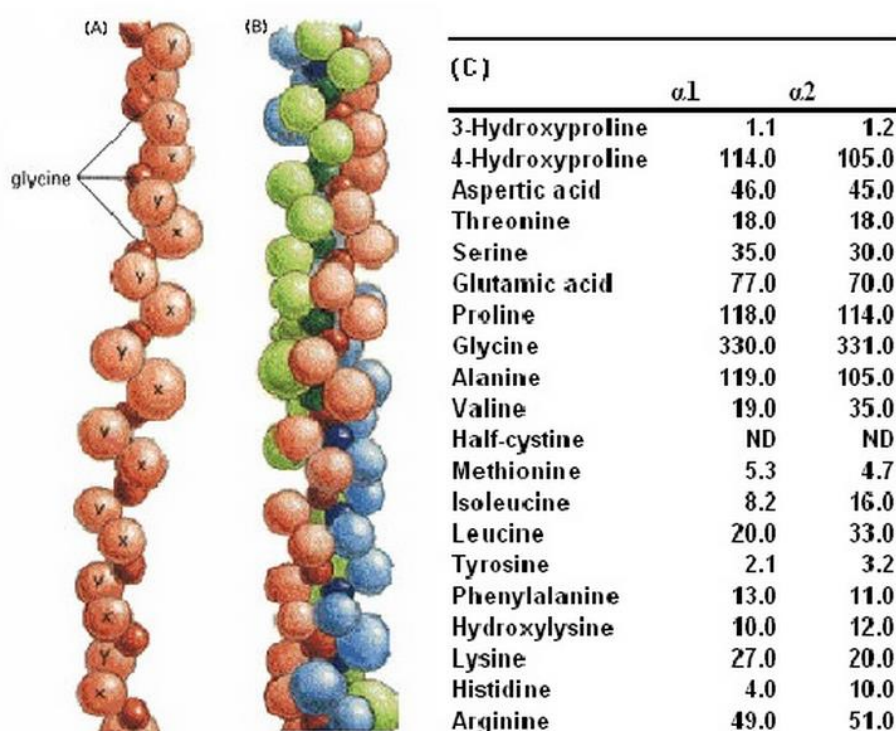 (A)
y
x
y
x
glycine
y
x
y
x
y
x
y
x
y
x
y
x
y
x
(B)
(C)
α1 α2
3-Hydroxyproline 1.1 1.2
4-Hydroxyproline 114.0 105.0
Aspertic acid 46.0 45.0
Threonine 18.0 18.0
Serine 35.0 30.0
Glutamic acid 77.0 70.0
Proline 118.0 114.0
Glycine 330.0 331.0
Alanine 119.0 105.0
Valine 19.0 35.0
Half-cystine ND ND
Methionine 5.3 4.7
Isoleucine 8.2 16.0
Leucine 20.0 33.0
Tyrosine 2.1 3.2
Phenylalanine 13.0 11.0
Hydroxylysine 10.0 12.0
Lysine 27.0 20.0
Histidine 4.0 10.0
Arginine 49.0 51.0